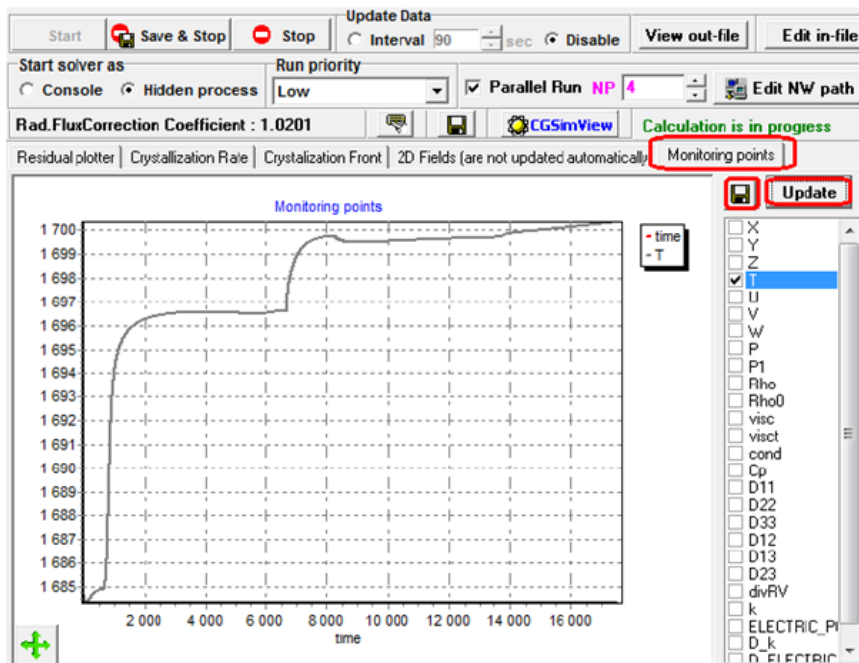 Update Data
Start Save & Stop Stop Interval 90 sec Disable View out-file Edit in-file
Start solver as Run priority
Console Hidden process Low Parallel Run NP 4 Edit NW path
Rad.FluxCorrection Coefficient : 1.0201 CGSimView Calculation is in progress
Residual plotter Crystallization Rate Crystalization Front 2D Fields (are not updated automatically Monitoring points
Update
Monitoring points
time
T
1 700
1 699
1 698
1 697
1 696
1 695
1 694
1 693
1 692
1 691
1 690
1 689
1 688
1 687
1 686
1 685
2 000 4 000 6 000 8 000 10 000 12 000 14 000 16 000
time
X
Y
Z
T
U
V
W
P
P1
Rho
Rho0
visc
visct
cond
Cp
D11
D22
D33
D12
D13
D23
divRV
k
ELECTRIC_P
D_k
D_ELECTRIC